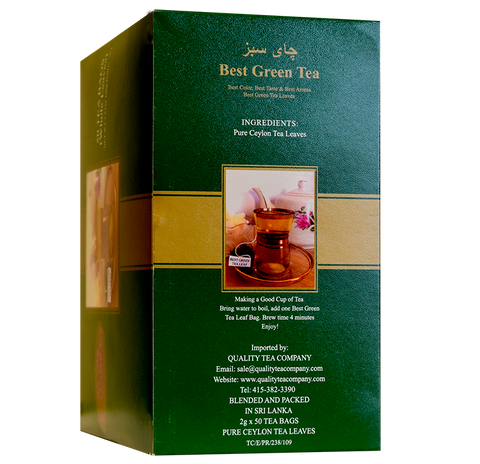 چای سبز
Best Green Tea
Best Color, Best Taste & Best Aroma
Best Green Tea Leaves
INGREDIENTS:
Pure Ceylon Tea Leaves
BEST GREEN
TEA LEAF
Making a Good Cup of Tea
Bring water to boil, add one Best Green
Tea Leaf Bag. Brew time 4 minutes
Enjoy!
Imported by:
QUALITY TEA COMPANY
Email: sale@qualityteacompany.com
Website: www.qualityteacompany.com
Tel: 415-382-3390
BLENDED AND PACKED
IN SRI LANKA
2g x 50 TEA BAGS
PURE CEYLON TEA LEAVES
TC/E/PR/238/109